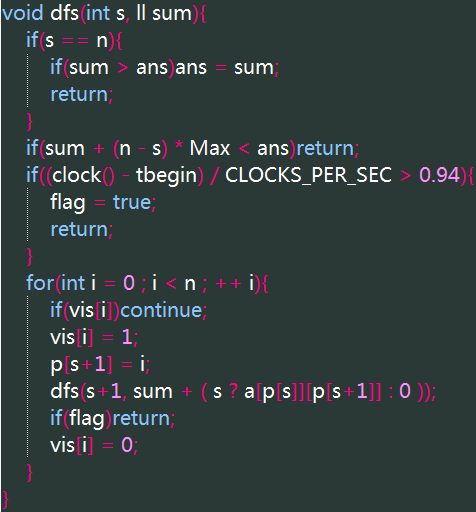 void dfs(int s, ll sum){
if(s == n){
if(sum > ans)ans = sum;
return;
}
if(sum + (n - s) * Max < ans)return;
if((clock() - tbegin) / CLOCKS_PER_SEC > 0.94){
flag = true;
return;
}
for(int i = 0 ; i < n ; ++ i){
if(vis[i])continue;
vis[i] = 1;
p[s+1] = i;
dfs(s+1, sum + ( s ? a[p[s]][p[s+1]] : 0 ));
if(flag)return;
vis[i] = 0;
}
}